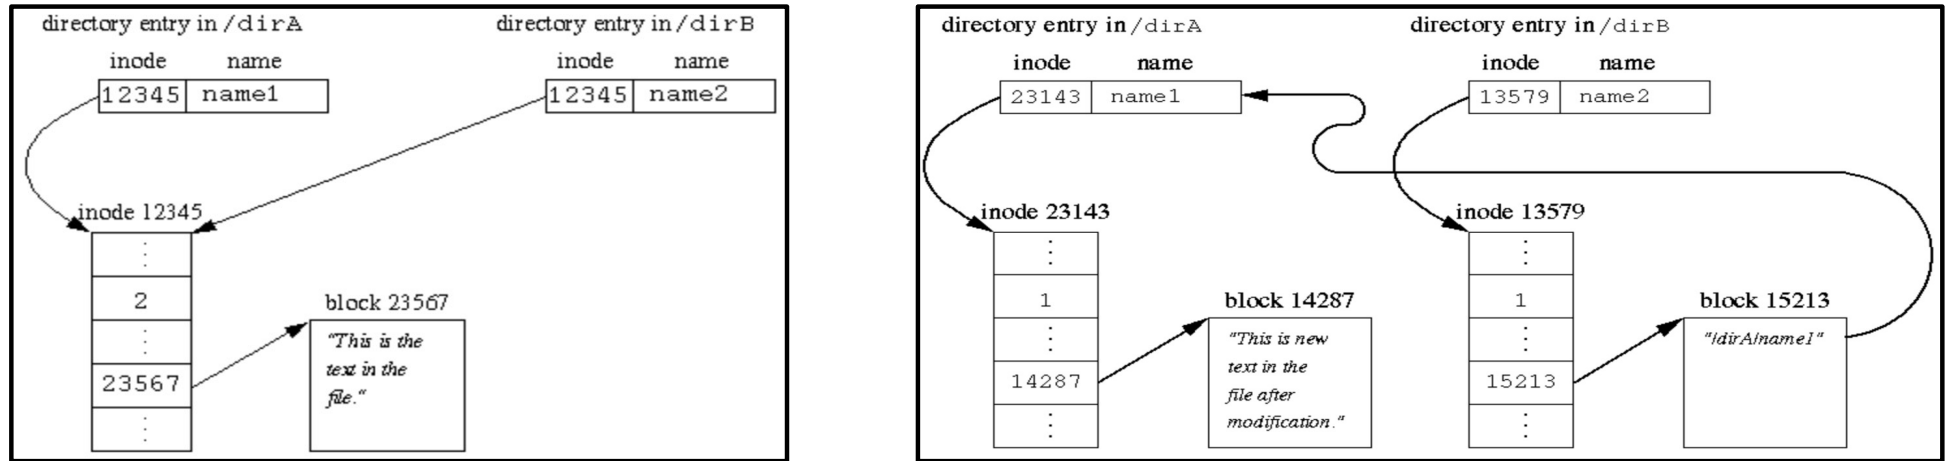 directory entry in /dirA
directory entry in /dirB
inode name
inode name
12345 name1
12345 name2
inode 12345
⋮
2
⋮
23567
⋮
block 23567
"This is the
text in the
file."
directory entry in /dirA
directory entry in /dirB
inode name
inode name
23143 name1
13579 name2
inode 23143
⋮
1
⋮
14287
⋮
block 14287
"This is new
text in the
file after
modification."
inode 13579
⋮
1
⋮
15213
⋮
block 15213
"/dirA/name1"